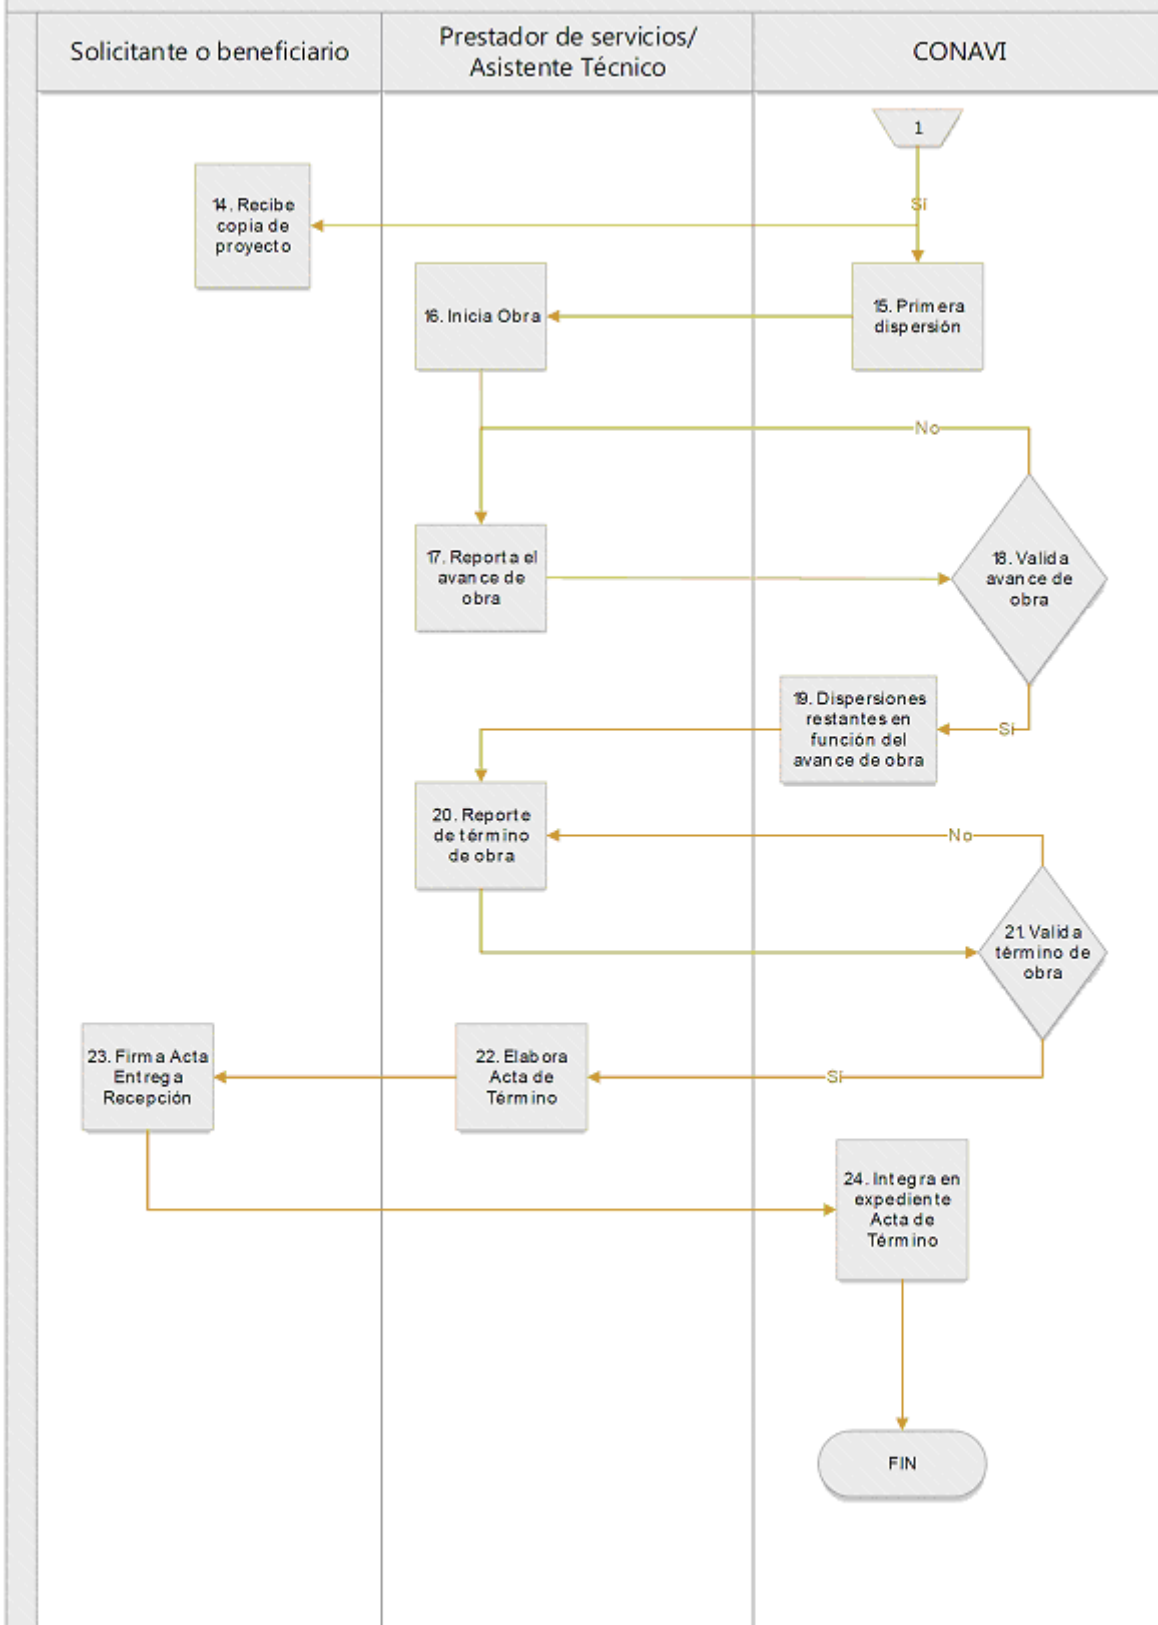 Solicitante o beneficiario
Prestador de servicios/
Asistente Técnico
CONAVI
1
Sí
14. Recibe
copia de
proyecto
15. Primera
dispersión
16. Inicia Obra
No
17. Reporta el
avance de
obra
18. Valida
avance de
obra
19. Dispersiones
restantes en
función del
avance de obra
Sí
20. Reporte
de término
de obra
No
21. Valida
término de
obra
23. Firma Acta
Entrega
Recepción
22. Elabora
Acta de
Término
Sí
24. Integra en
expediente
Acta de
Término
FIN